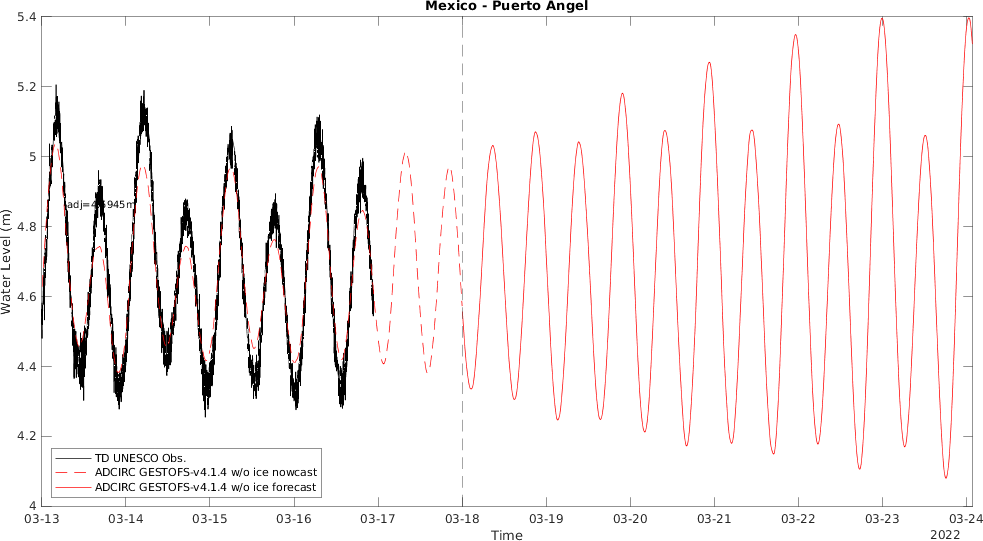 Mexico - Puerto Angel
5.4
5.2
5
4.8
4.6
4.4
4.2
4
Water Level (m)
TD UNESCO Obs.
ADCIRC GESTOFS-v4.1.4 w/o ice nowcast
ADCIRC GESTOFS-v4.1.4 w/o ice forecast
03-13 03-14 03-15 03-16 03-17 03-18 03-19 03-20 03-21 03-22 03-23 03-24
Time
2022